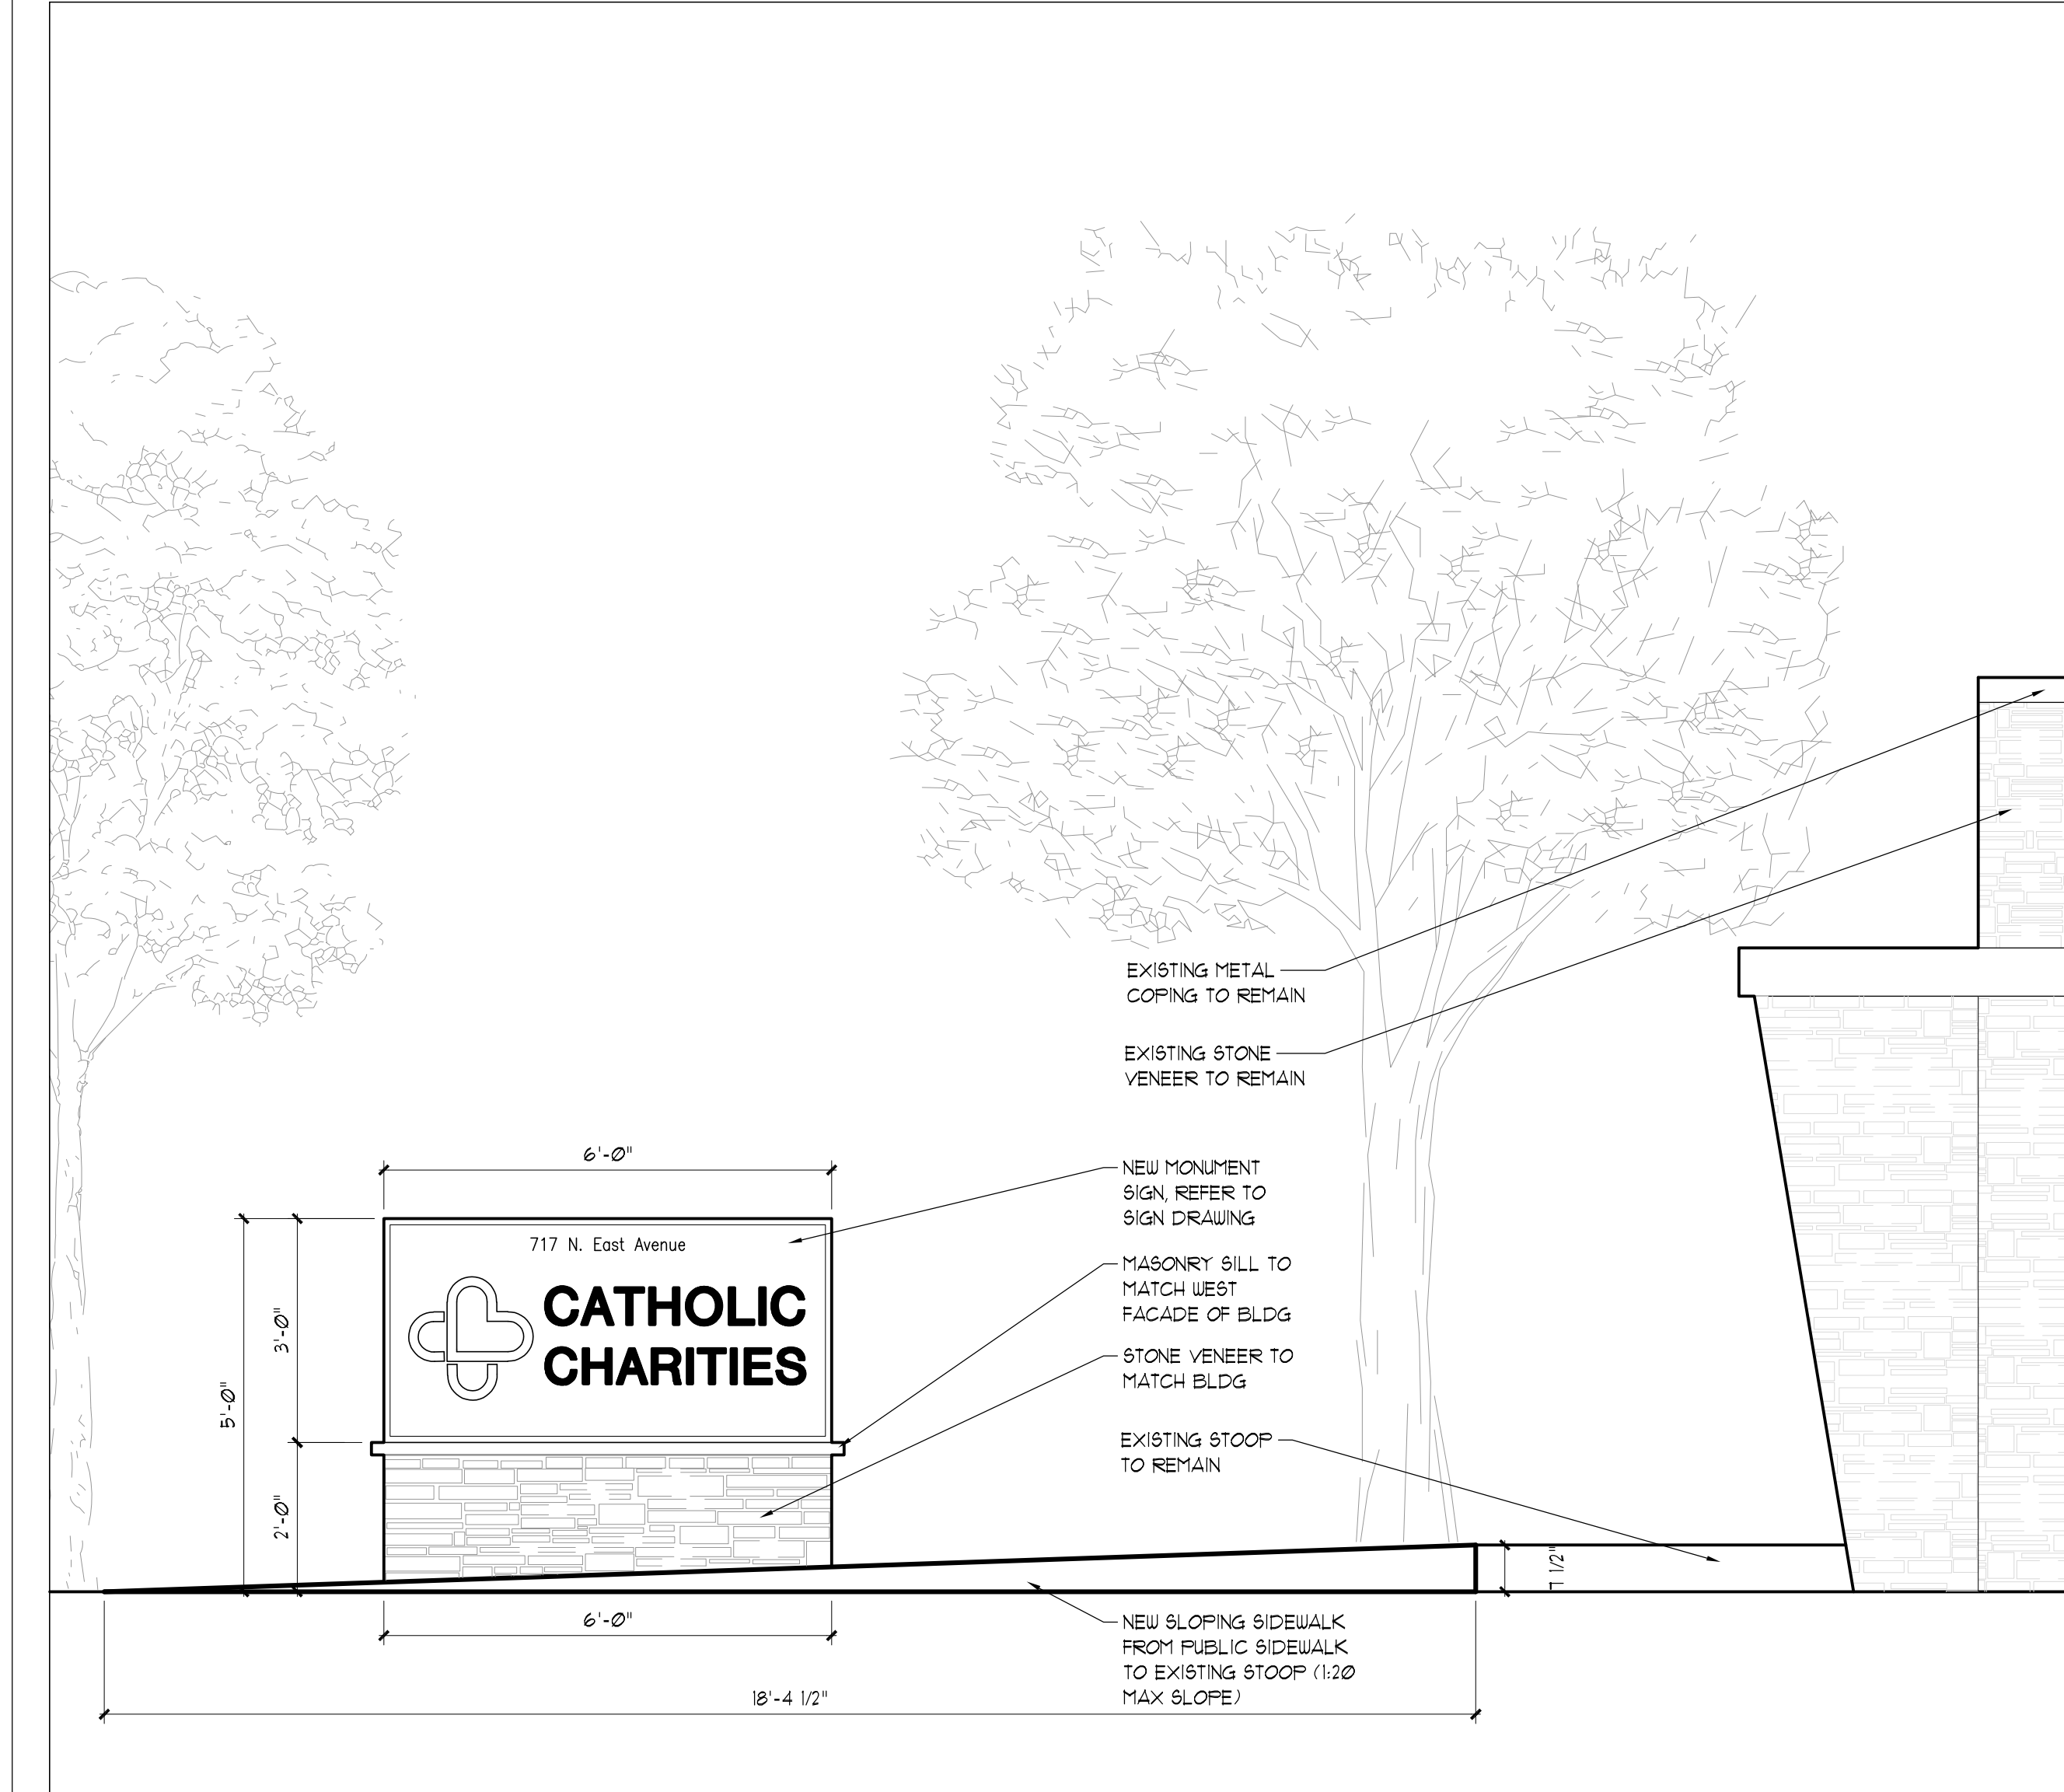 EXISTING METAL
COPING TO REMAIN
EXISTING STONE
VENEER TO REMAIN
6'-0"
NEW MONUMENT
SIGN, REFER TO
SIGN DRAWING
717 N. East Avenue
CATHOLIC
CHARITIES
MASONRY SILL TO
MATCH WEST
FACADE OF BLDG
3'-0"
5'-0"
STONE VENEER TO
MATCH BLDG
EXISTING STOOP
TO REMAIN
2'-0"
7 1/2"
6'-0"
NEW SLOPING SIDEWALK
FROM PUBLIC SIDEWALK
TO EXISTING STOOP (1:20
MAX SLOPE)
18'-4 1/2"